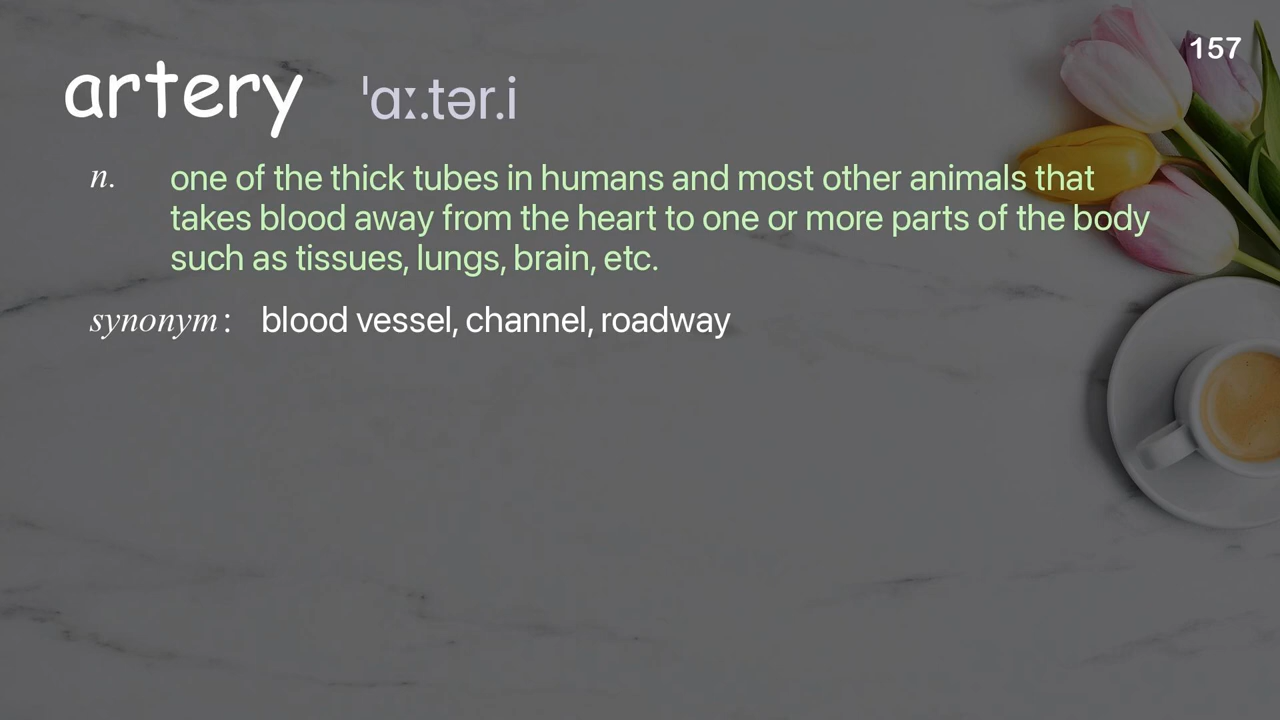 157
artery ˈɑː.tər.i
n. one of the thick tubes in humans and most other animals that
takes blood away from the heart to one or more parts of the body
such as tissues, lungs, brain, etc.
synonym : blood vessel, channel, roadway